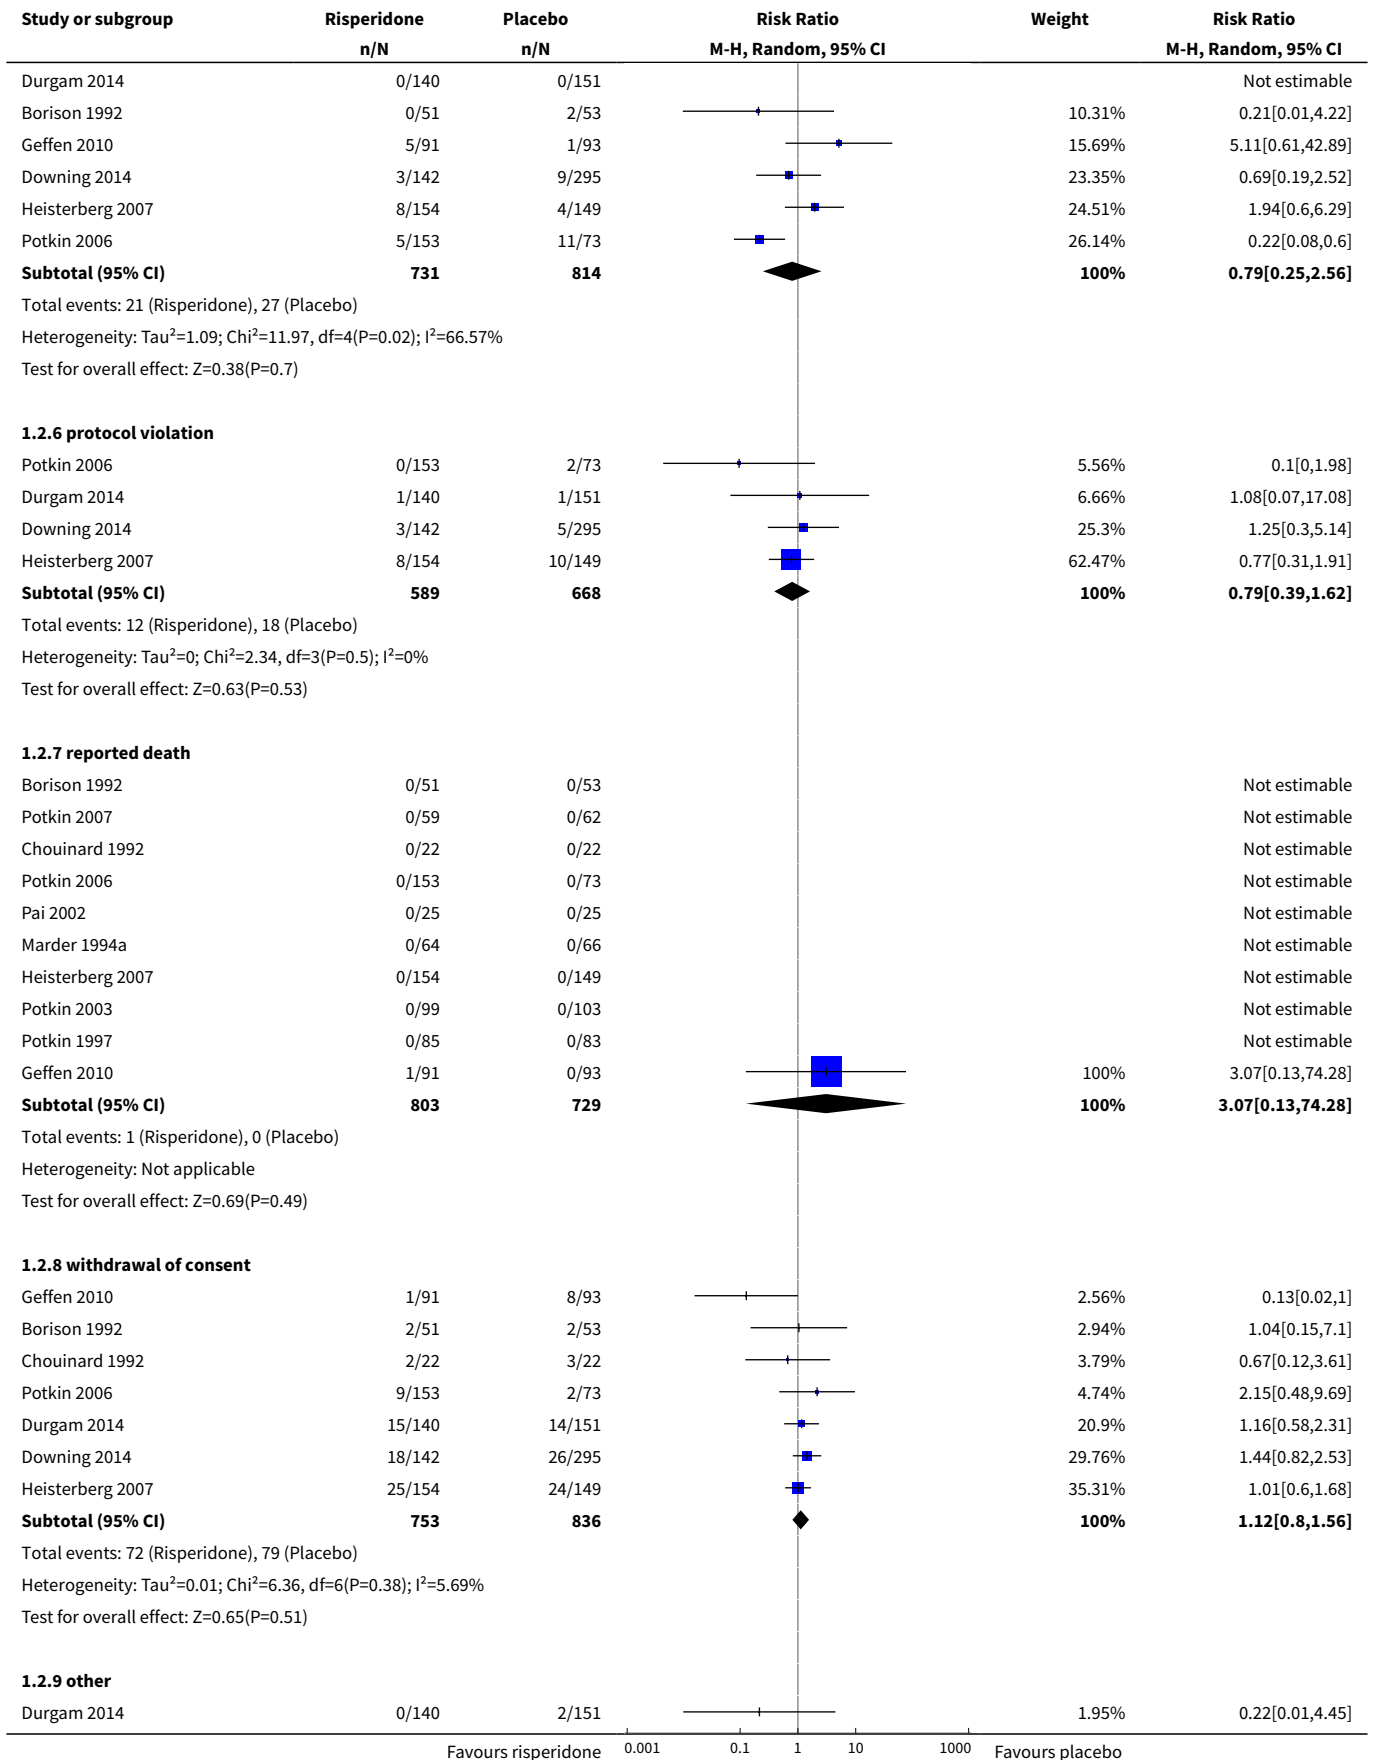 Study or subgroup Risperidone Placebo Risk Ratio Weight Risk Ratio
n/N n/N M-H, Random, 95% CI M-H, Random, 95% CI
Durgam 2014 0/140 0/151 Not estimable
Borison 1992 0/51 2/53 10.31% 0.21[0.01,4.22]
Geffen 2010 5/91 1/93 15.69% 5.11[0.61,42.89]
Downing 2014 3/142 9/295 23.35% 0.69[0.19,2.52]
Heisterberg 2007 8/154 4/149 24.51% 1.94[0.6,6.29]
Potkin 2006 5/153 11/73 26.14% 0.22[0.08,0.6]
Subtotal (95% CI) 731 814 100% 0.79[0.25,2.56]
Total events: 21 (Risperidone), 27 (Placebo)
Heterogeneity: Tau²=1.09; Chi²=11.97, df=4(P=0.02); I²=66.57%
Test for overall effect: Z=0.38(P=0.7)
1.2.6 protocol violation
Potkin 2006 0/153 2/73 5.56% 0.1[0,1.98]
Durgam 2014 1/140 1/151 6.66% 1.08[0.07,17.08]
Downing 2014 3/142 5/295 25.3% 1.25[0.3,5.14]
Heisterberg 2007 8/154 10/149 62.47% 0.77[0.31,1.91]
Subtotal (95% CI) 589 668 100% 0.79[0.39,1.62]
Total events: 12 (Risperidone), 18 (Placebo)
Heterogeneity: Tau²=0; Chi²=2.34, df=3(P=0.5); I²=0%
Test for overall effect: Z=0.63(P=0.53)
1.2.7 reported death
Borison 1992 0/51 0/53 Not estimable
Potkin 2007 0/59 0/62 Not estimable
Chouinard 1992 0/22 0/22 Not estimable
Potkin 2006 0/153 0/73 Not estimable
Pai 2002 0/25 0/25 Not estimable
Marder 1994a 0/64 0/66 Not estimable
Heisterberg 2007 0/154 0/149 Not estimable
Potkin 2003 0/99 0/103 Not estimable
Potkin 1997 0/85 0/83 Not estimable
Geffen 2010 1/91 0/93 100% 3.07[0.13,74.28]
Subtotal (95% CI) 803 729 100% 3.07[0.13,74.28]
Total events: 1 (Risperidone), 0 (Placebo)
Heterogeneity: Not applicable
Test for overall effect: Z=0.69(P=0.49)
1.2.8 withdrawal of consent
Geffen 2010 1/91 8/93 2.56% 0.13[0.02,1]
Borison 1992 2/51 2/53 2.94% 1.04[0.15,7.1]
Chouinard 1992 2/22 3/22 3.79% 0.67[0.12,3.61]
Potkin 2006 9/153 2/73 4.74% 2.15[0.48,9.69]
Durgam 2014 15/140 14/151 20.9% 1.16[0.58,2.31]
Downing 2014 18/142 26/295 29.76% 1.44[0.82,2.53]
Heisterberg 2007 25/154 24/149 35.31% 1.01[0.6,1.68]
Subtotal (95% CI) 753 836 100% 1.12[0.8,1.56]
Total events: 72 (Risperidone), 79 (Placebo)
Heterogeneity: Tau²=0.01; Chi²=6.36, df=6(P=0.38); I²=5.69%
Test for overall effect: Z=0.65(P=0.51)
1.2.9 other
Durgam 2014 0/140 2/151 1.95% 0.22[0.01,4.45]
Favours risperidone 0.001 0.1 1 10 1000 Favours placebo